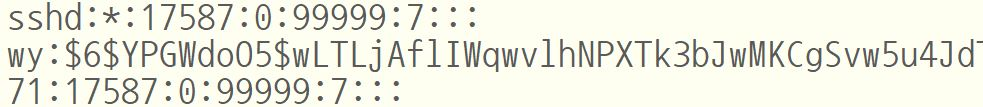 sshd:*:17587:0:99999:7:::
wy:$6$YPGWdoO5$wLTLjAflIWqwvlhNPXTk3bJwMKCgSvw5u4Jd
71:17587:0:99999:7:::